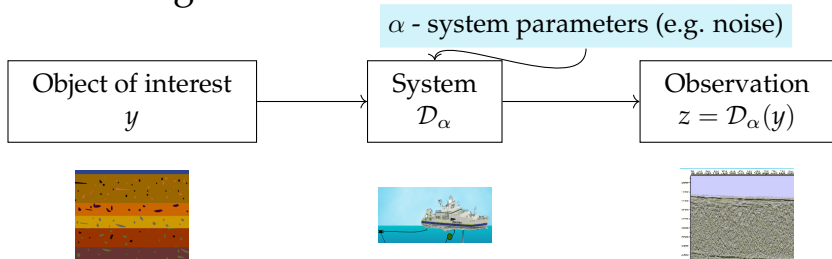 α - system parameters (e.g. noise)
Object of interest
y
System
𝒟α
Observation
z = 𝒟α(y)